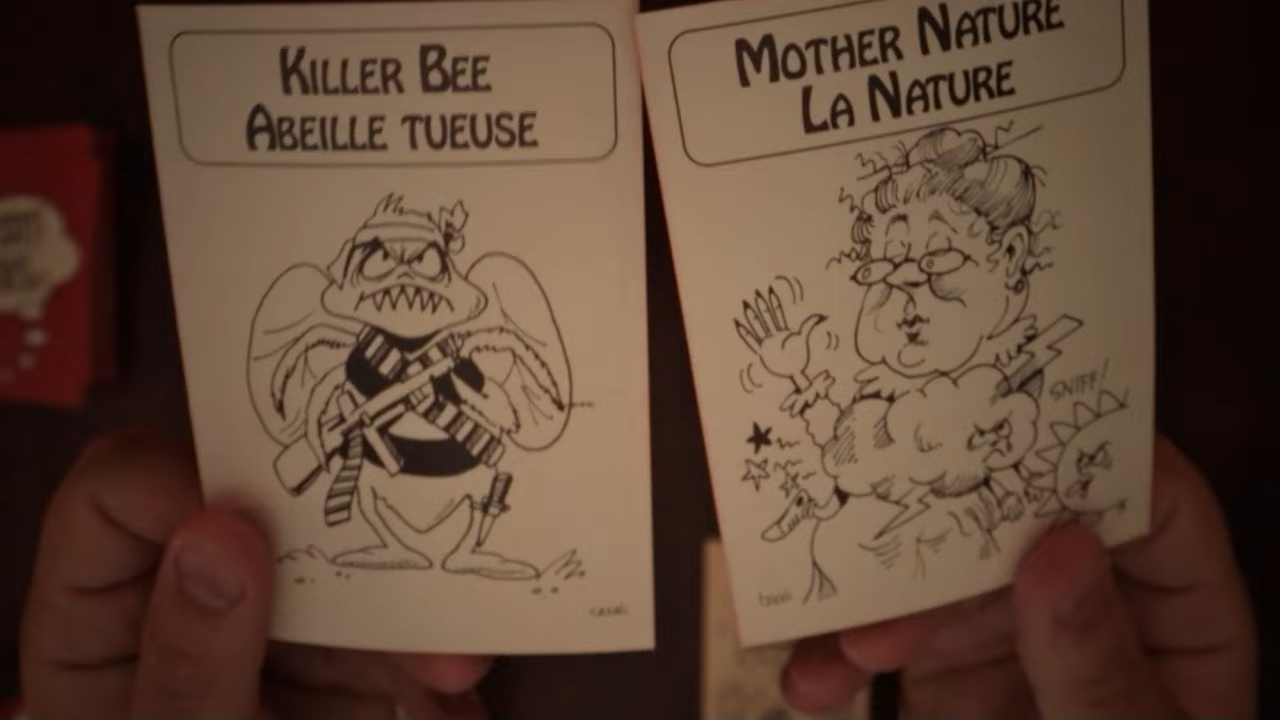 KILLER BEE
ABEILLE TUEUSE
MOTHER NATURE
LA NATURE
SNIFF!